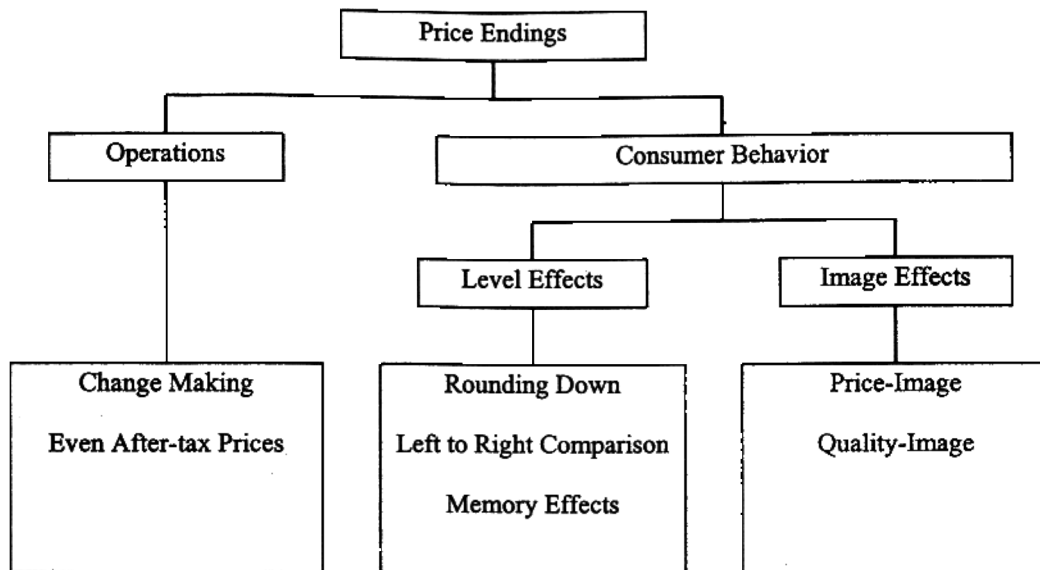 Price Endings
Operations
Consumer Behavior
Level Effects
Image Effects
Change Making
Even After-tax Prices
Rounding Down
Left to Right Comparison
Memory Effects
Price-Image
Quality-Image